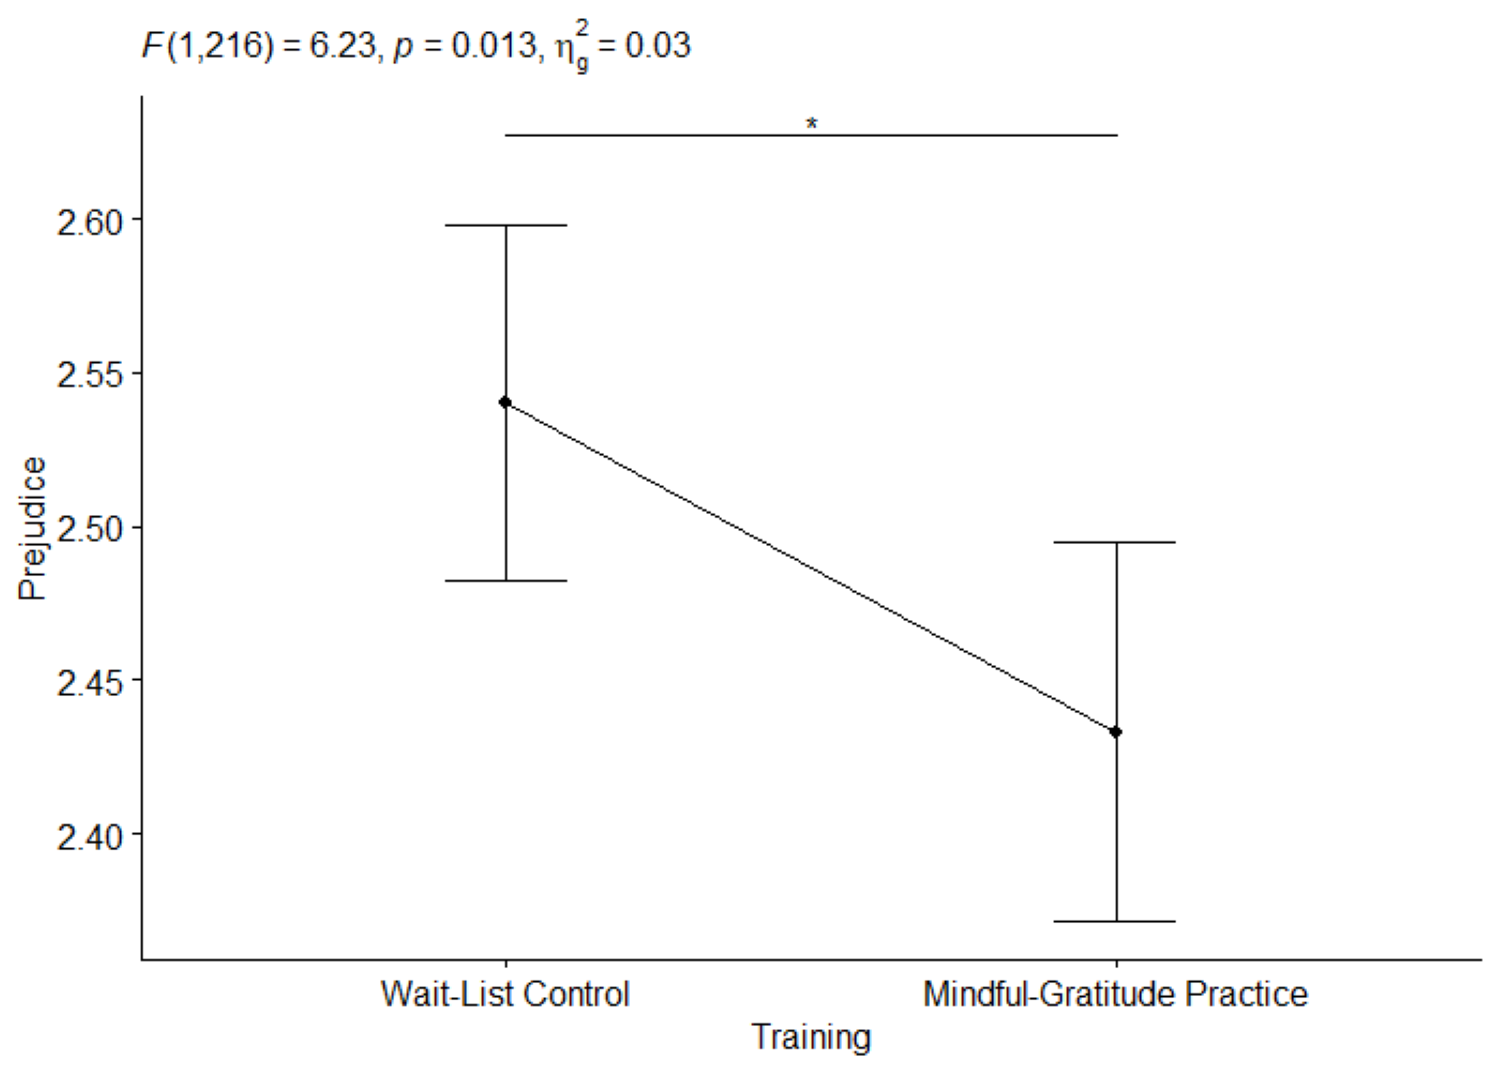 F(1,216) = 6.23, p = 0.013, η²g = 0.03
*
2.60
2.55
2.50
2.45
2.40
Prejudice
Wait-List Control
Mindful-Gratitude Practice
Training